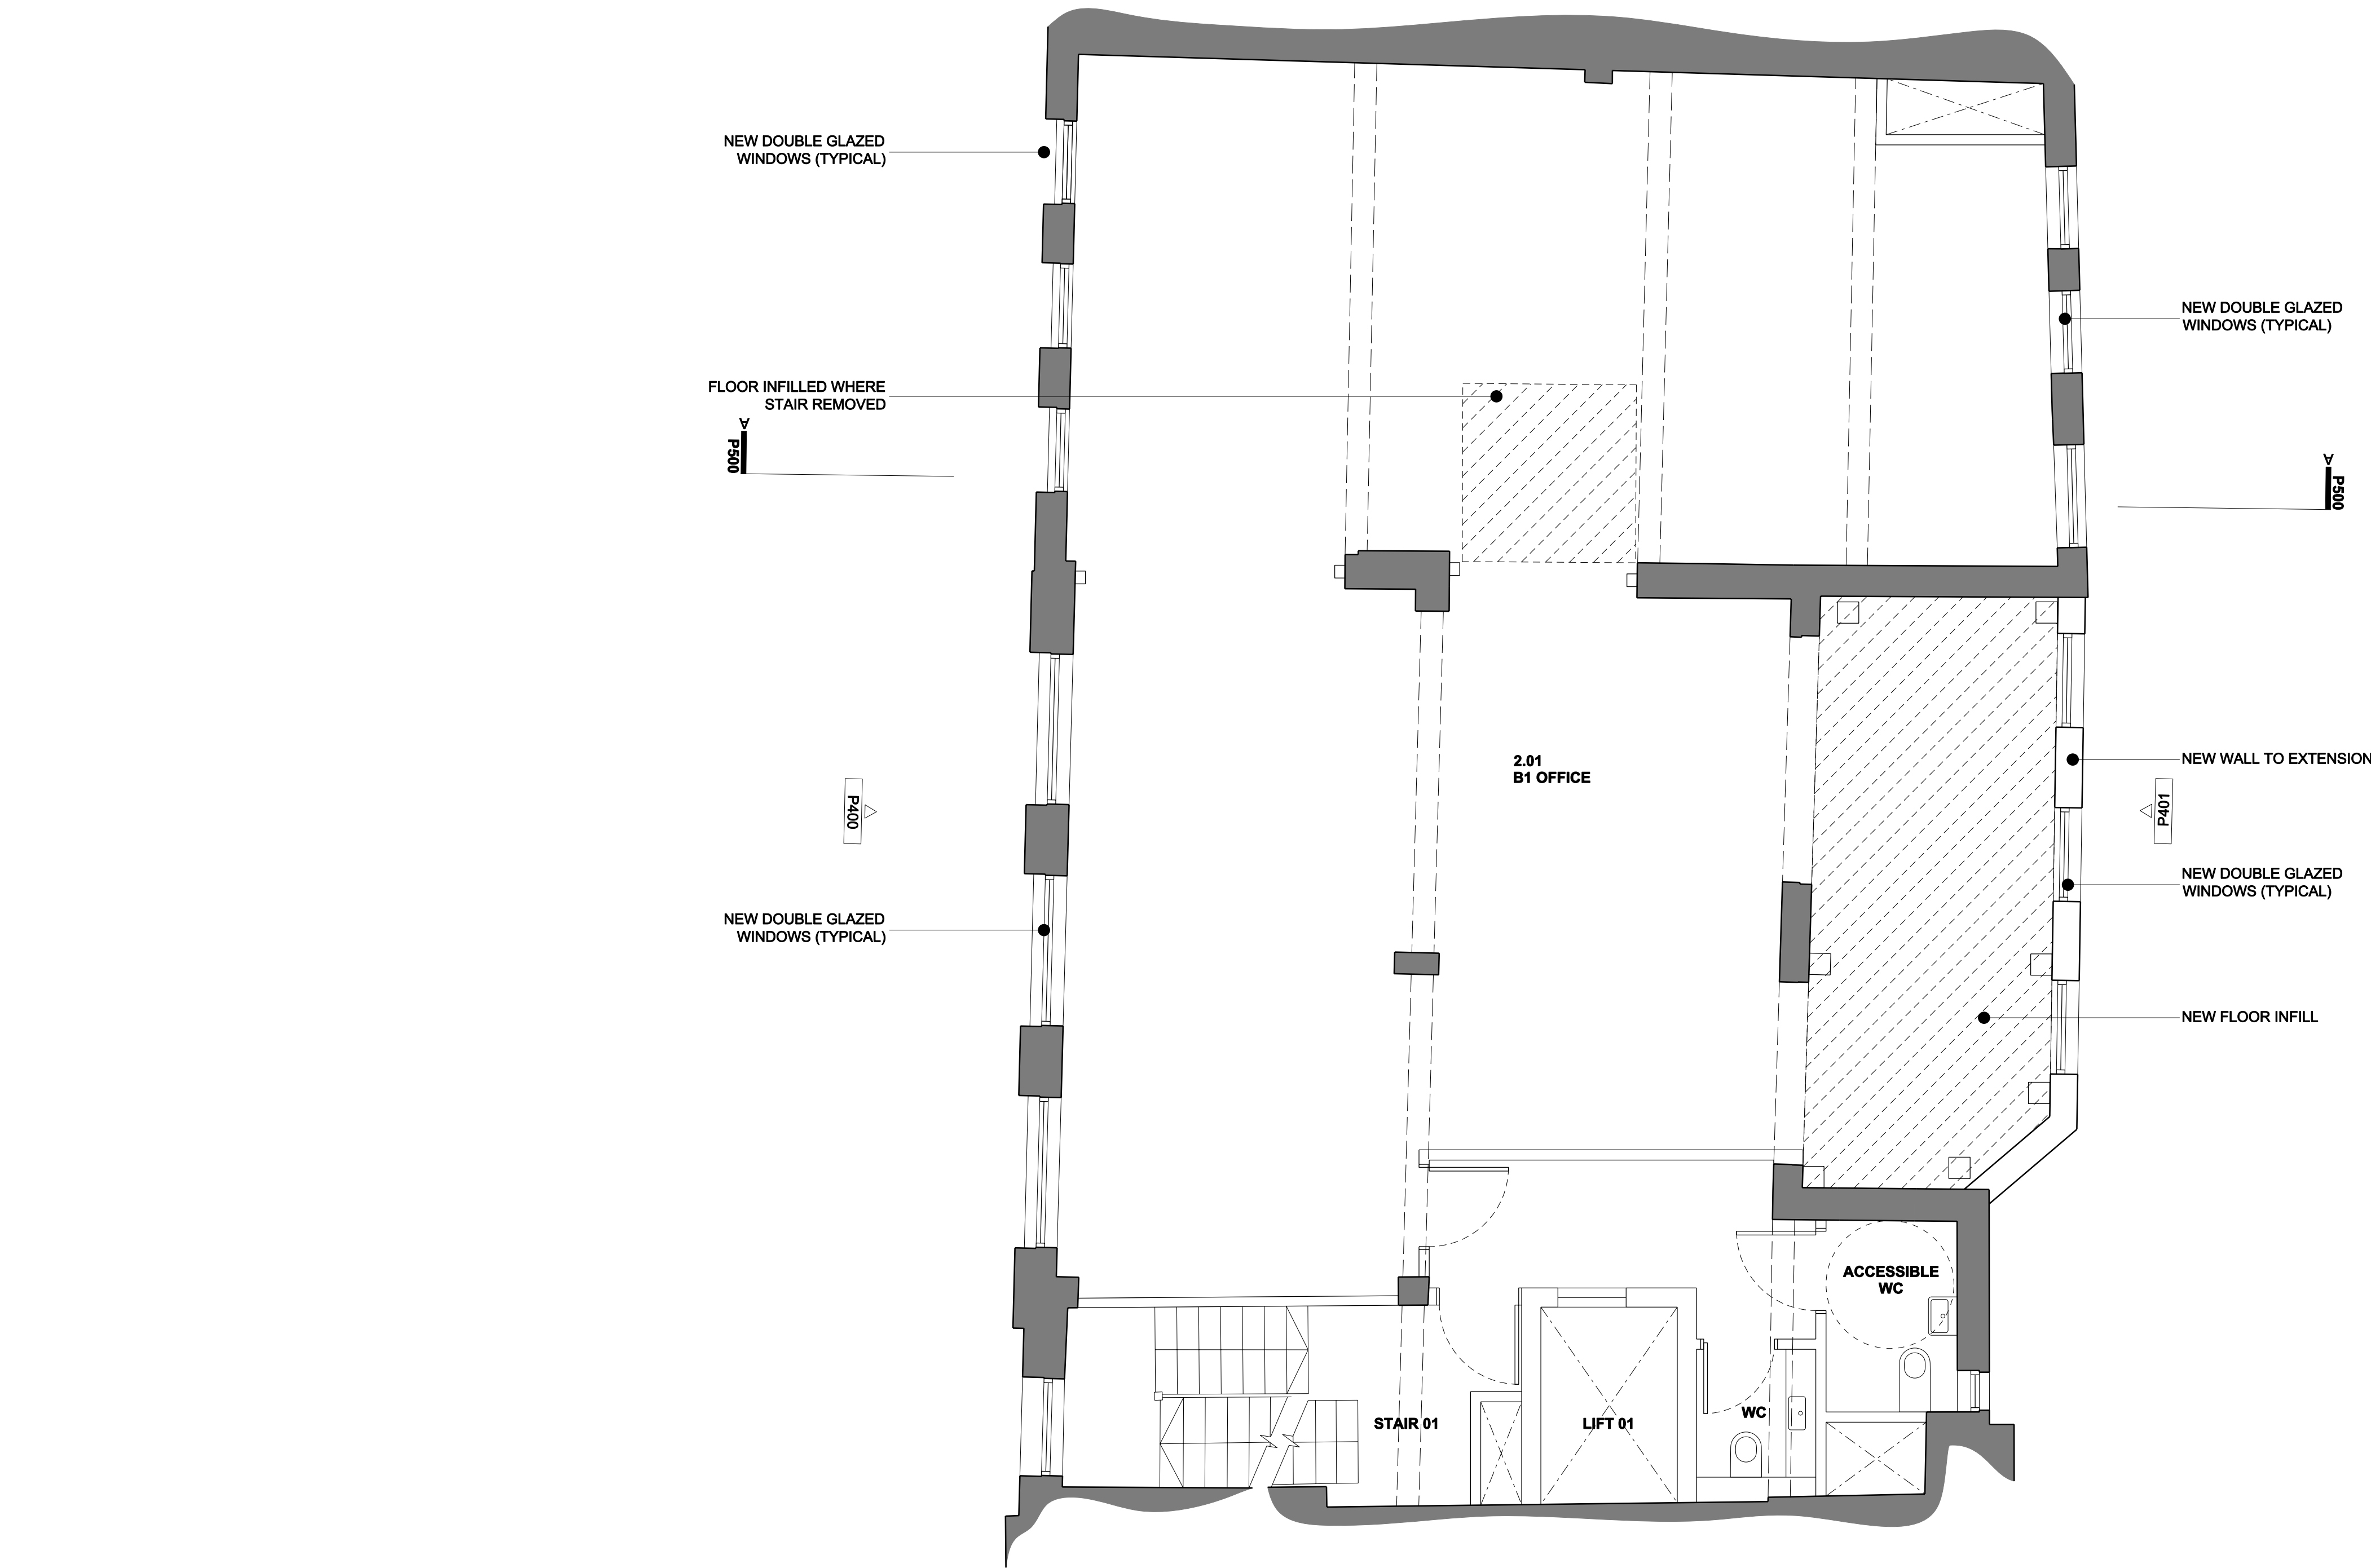 NEW DOUBLE GLAZED
WINDOWS (TYPICAL)
NEW DOUBLE GLAZED
WINDOWS (TYPICAL)
FLOOR INFILLED WHERE
STAIR REMOVED
A
P500
A
P500
2.01
B1 OFFICE
NEW WALL TO EXTENSION
P400
P401
NEW DOUBLE GLAZED
WINDOWS (TYPICAL)
NEW DOUBLE GLAZED
WINDOWS (TYPICAL)
NEW FLOOR INFILL
ACCESSIBLE
WC
STAIR 01
LIFT 01
WC